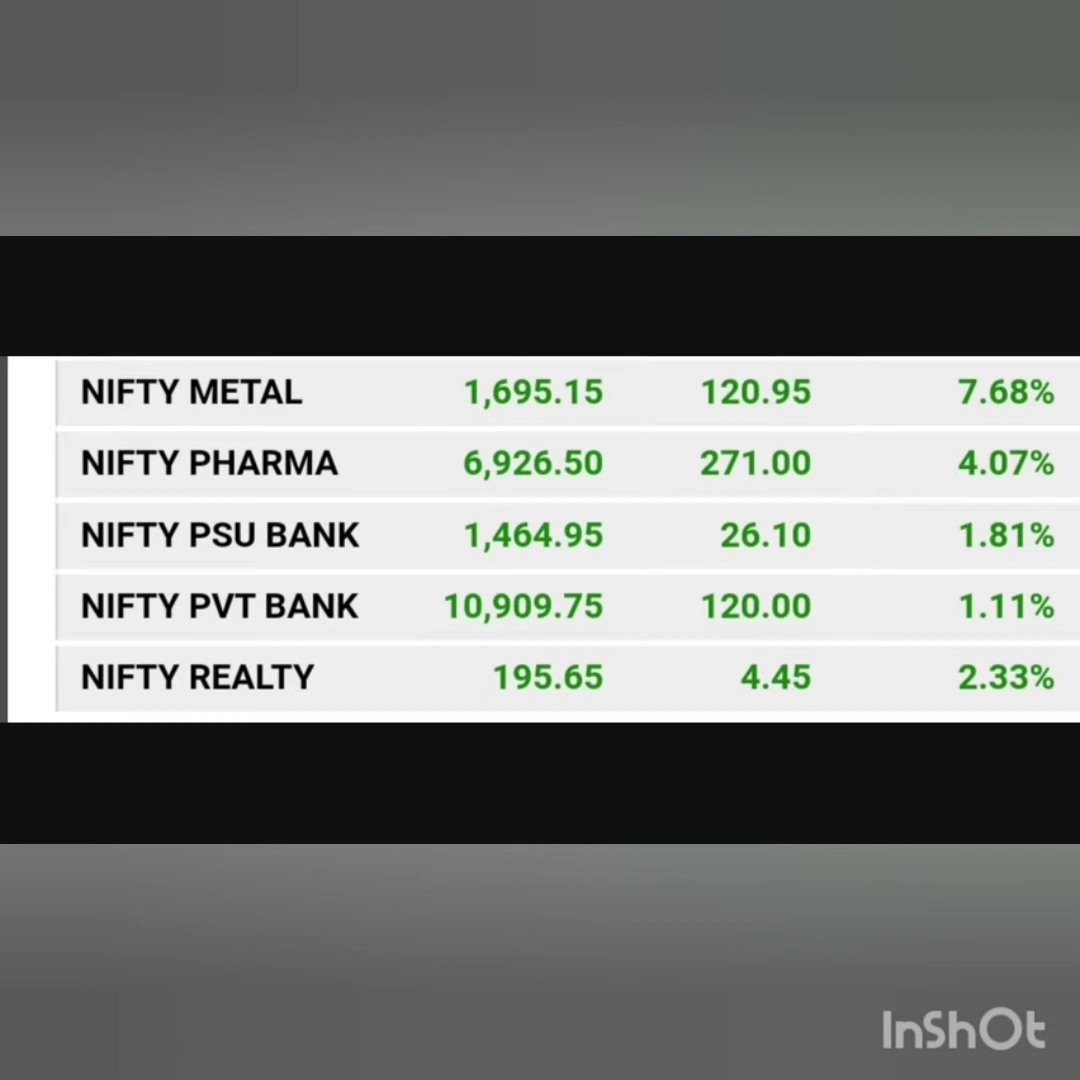 NIFTY METAL 1,695.15 120.95 7.68%
NIFTY PHARMA 6,926.50 271.00 4.07%
NIFTY PSU BANK 1,464.95 26.10 1.81%
NIFTY PVT BANK 10,909.75 120.00 1.11%
NIFTY REALTY 195.65 4.45 2.33%
InShOt